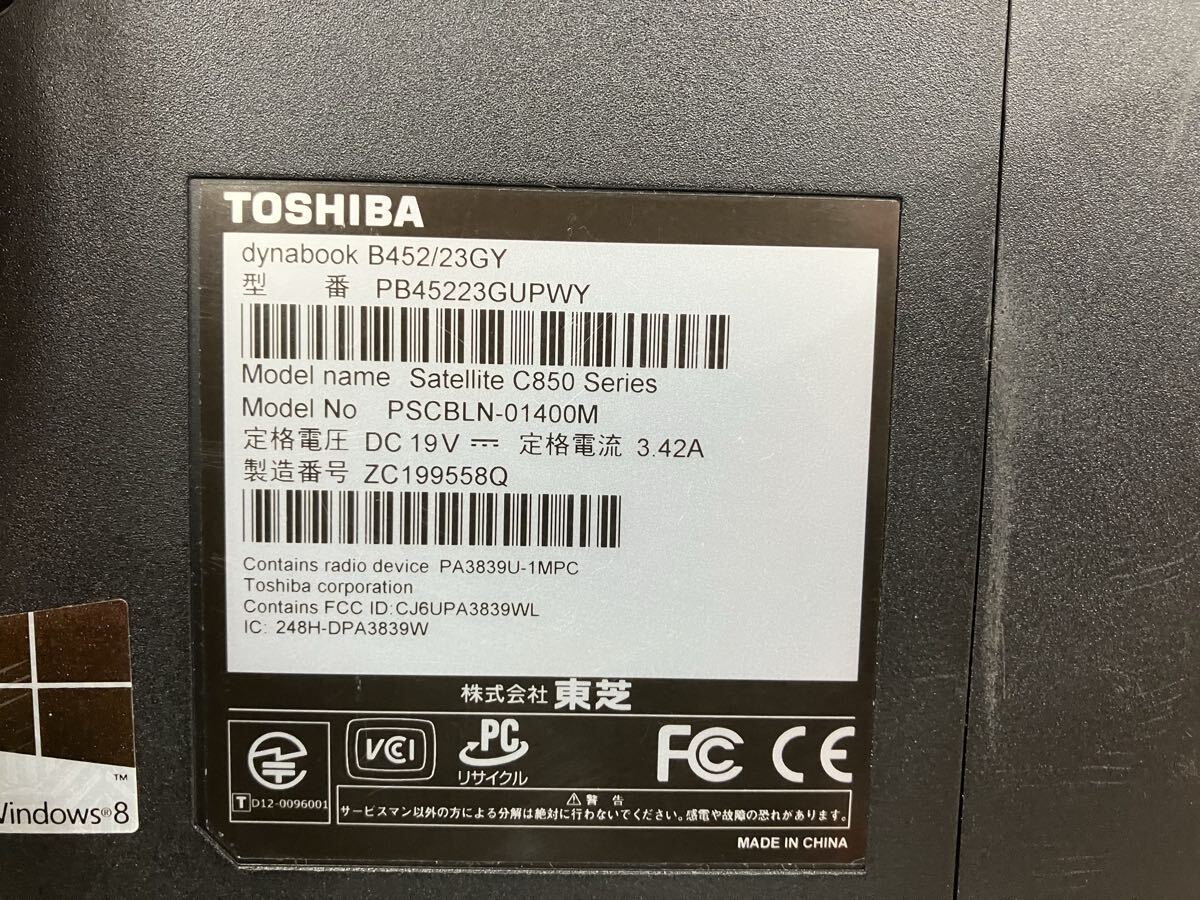 TOSHIBA
dynabook B452/23GY
型 番 PB45223GUPWY
Model name Satellite C850 Series
Model No PSCBLN-01400M
定格電圧 DC 19V ⎓ 定格電流 3.42A
製造番号 ZC199558Q
Contains radio device PA3839U-1MPC
Toshiba corporation
Contains FCC ID:CJ6UPA3839WL
IC: 248H-DPA3839W
株式会社 東芝
VCCI
PC
リサイクル
FCC CE
T D12-0096001
⚠警 告
サービスマン以外の方による分解は絶対に行わないでください。感電や故障の恐れがあります。
MADE IN CHINA
TM
Windows®8